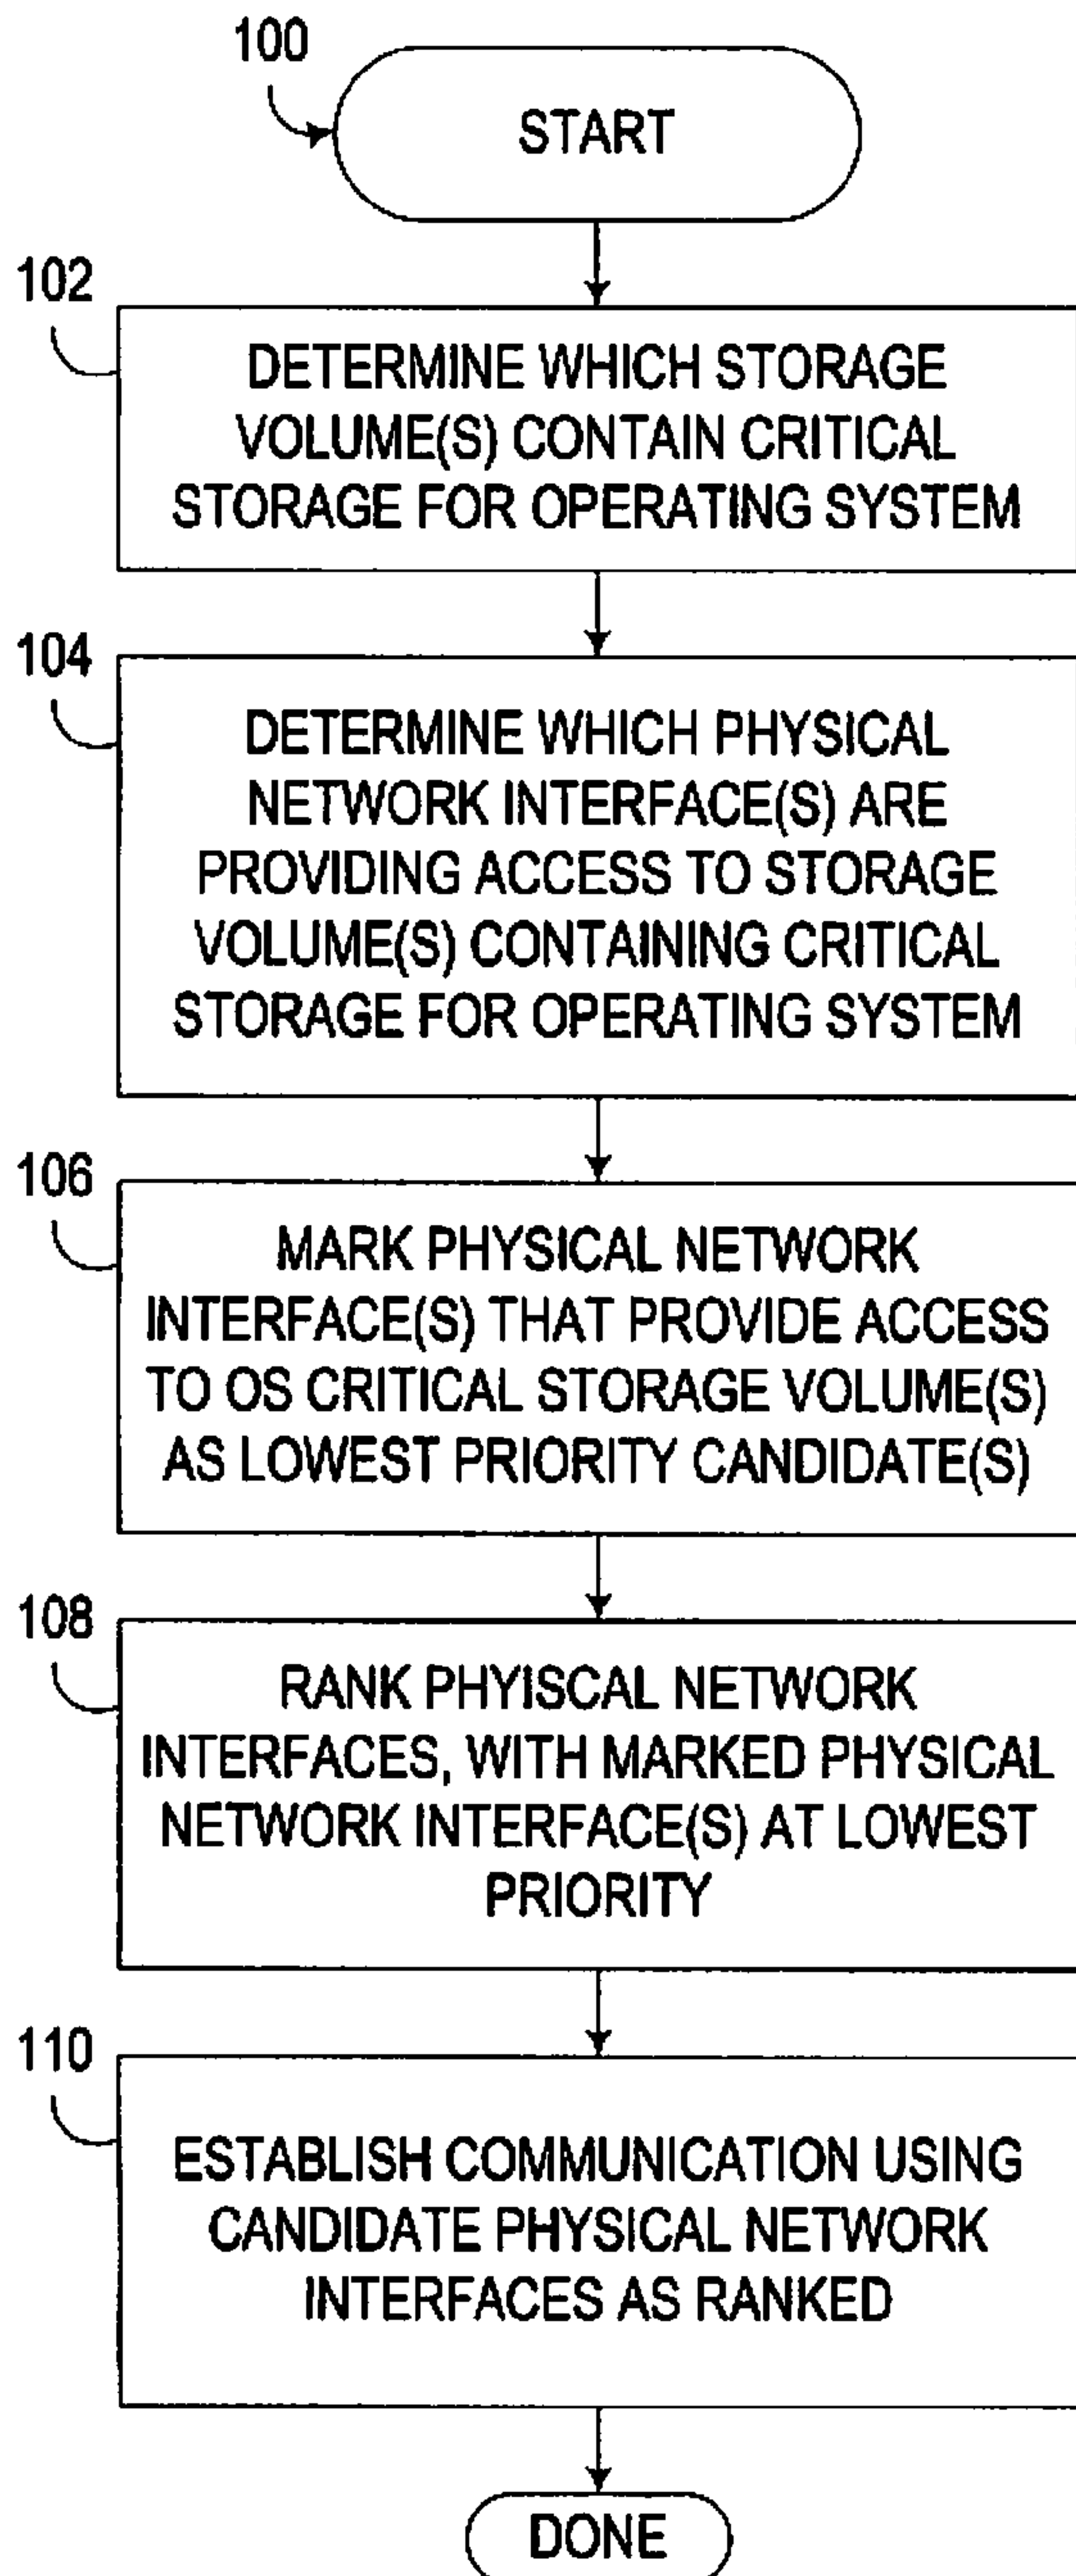 100
START
102
DETERMINE WHICH STORAGE
VOLUME(S) CONTAIN CRITICAL
STORAGE FOR OPERATING SYSTEM
104
DETERMINE WHICH PHYSICAL
NETWORK INTERFACE(S) ARE
PROVIDING ACCESS TO STORAGE
VOLUME(S) CONTAINING CRITICAL
STORAGE FOR OPERATING SYSTEM
106
MARK PHYSICAL NETWORK
INTERFACE(S) THAT PROVIDE ACCESS
TO OS CRITICAL STORAGE VOLUME(S)
AS LOWEST PRIORITY CANDIDATE(S)
108
RANK PHYISCAL NETWORK
INTERFACES, WITH MARKED PHYSICAL
NETWORK INTERFACE(S) AT LOWEST
PRIORITY
110
ESTABLISH COMMUNICATION USING
CANDIDATE PHYSICAL NETWORK
INTERFACES AS RANKED
DONE